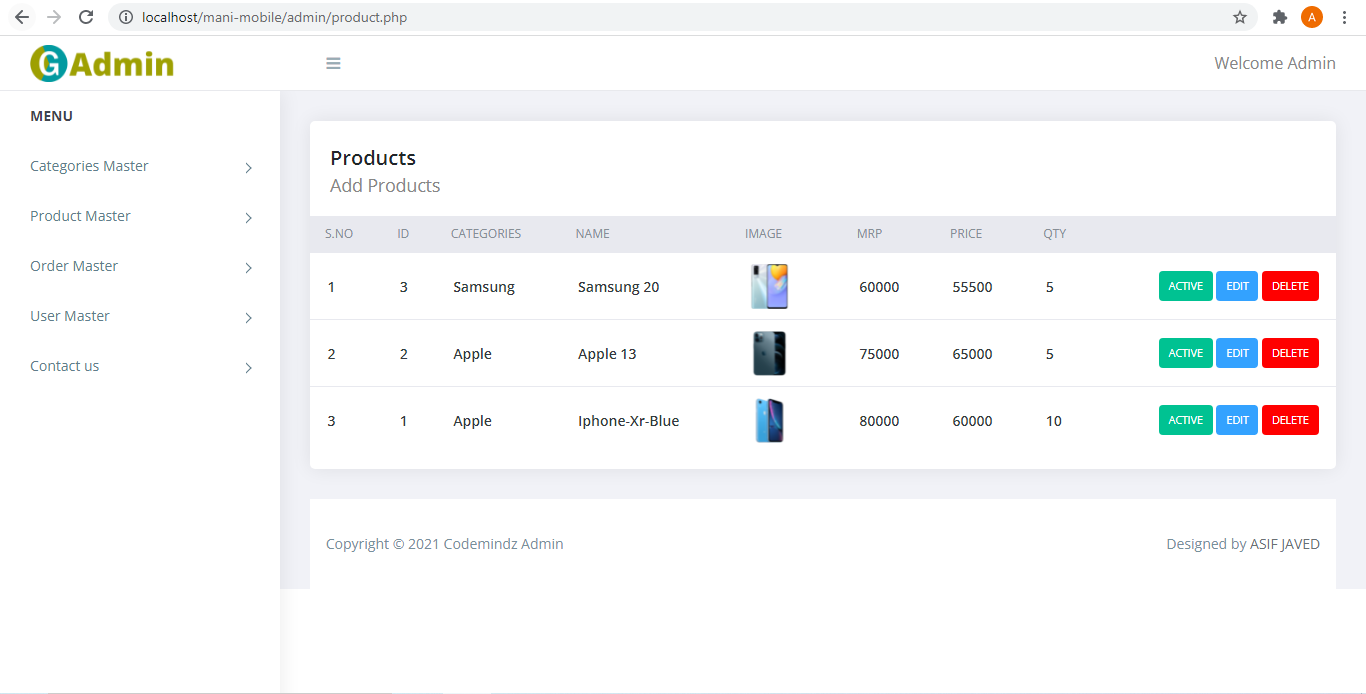 localhost/mani-mobile/admin/product.php
A
G Admin
Welcome Admin
MENU
Categories Master
Product Master
Order Master
User Master
Contact us
Products
Add Products
S.NO ID CATEGORIES NAME IMAGE MRP PRICE QTY
1 3 Samsung Samsung 20 60000 55500 5 ACTIVE EDIT DELETE
2 2 Apple Apple 13 75000 65000 5 ACTIVE EDIT DELETE
3 1 Apple Iphone-Xr-Blue 80000 60000 10 ACTIVE EDIT DELETE
Copyright © 2021 Codemindz Admin
Designed by ASIF JAVED